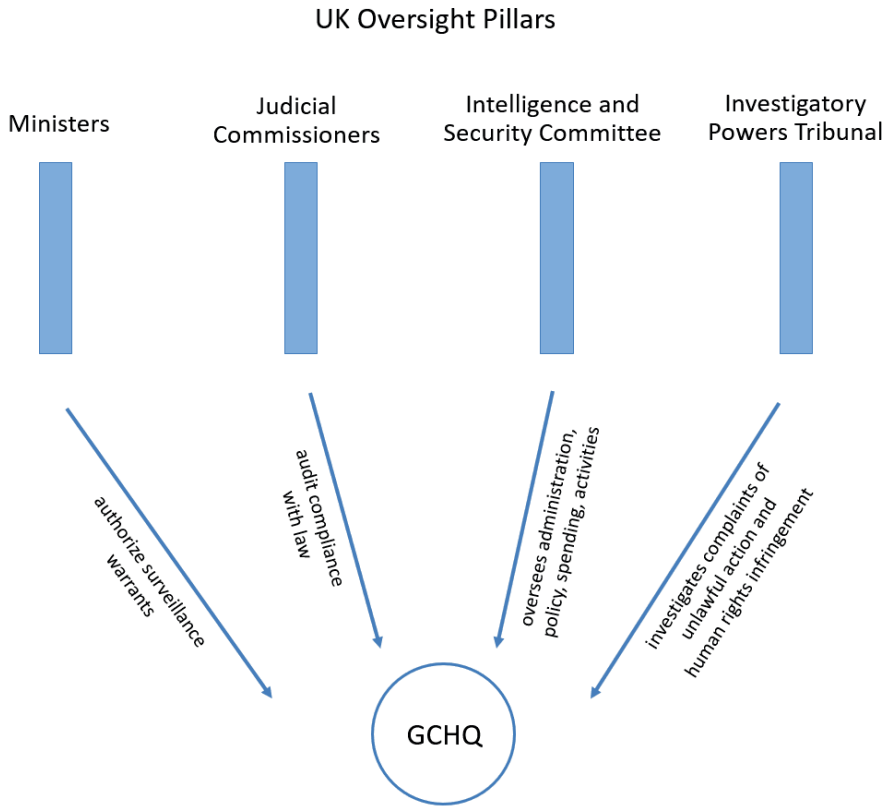 UK Oversight Pillars
Ministers
Judicial
Commissioners
Intelligence and
Security Committee
Investigatory
Powers Tribunal
authorize surveillance
warrants
audit compliance
with law
oversees administration,
policy, spending, activities
investigates complaints of
unlawful action and
human rights infringement
GCHQ